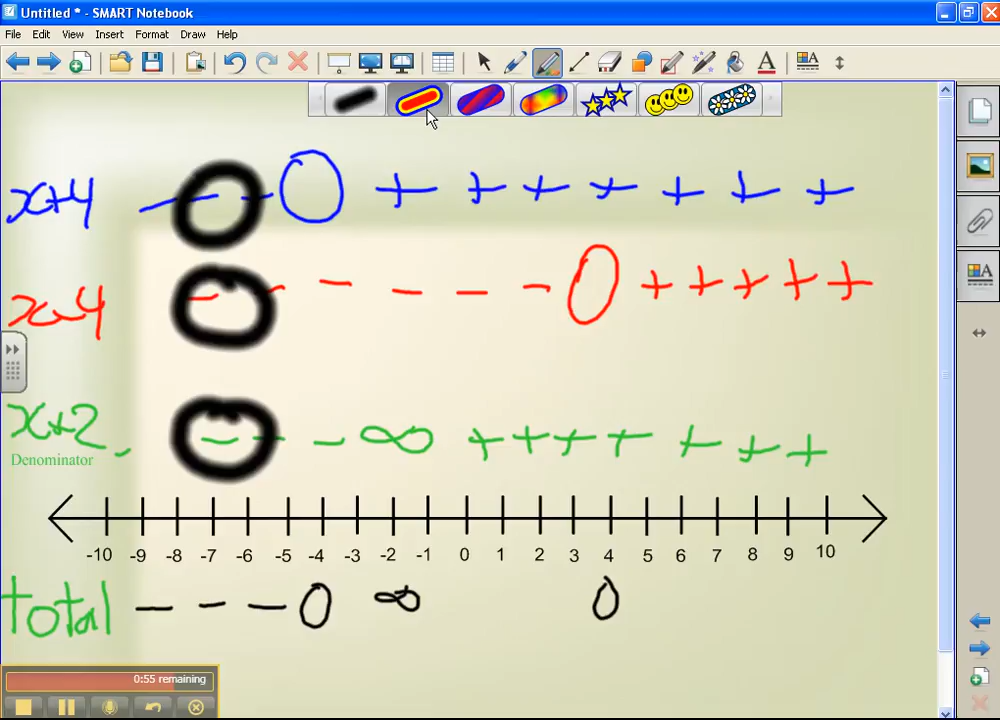 Untitled * - SMART Notebook
File Edit View Insert Format Draw Help
x+4 - - - 0 + + + + + + +
x-4 - - - - - - 0 + + + + +
x+2 - - - - ∞ + + + + + + +
Denominator
-10 -9 -8 -7 -6 -5 -4 -3 -2 -1 0 1 2 3 4 5 6 7 8 9 10
total - - - 0 ∞ 0
0:55 remaining